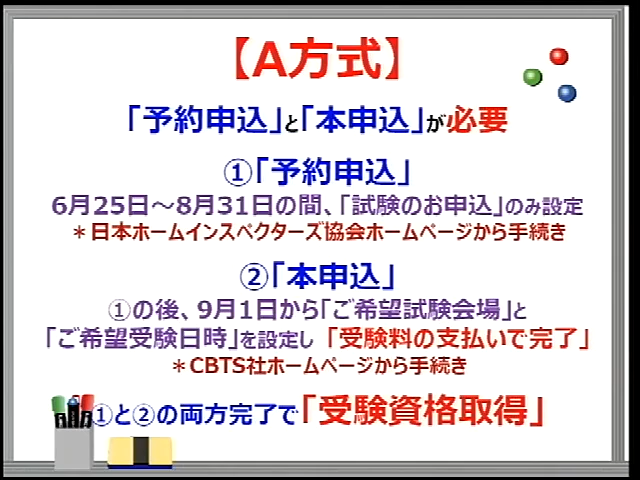 【A方式】
「予約申込」と「本申込」が必要
①「予約申込」
6月25日～8月31日の間、「試験のお申込」のみ設定
＊日本ホームインスペクターズ協会ホームページから手続き
②「本申込」
①の後、9月1日から「ご希望試験会場」と
「ご希望受験日時」を設定し 「受験料の支払いで完了」
＊CBTS社ホームページから手続き
①と②の両方完了で「受験資格取得」